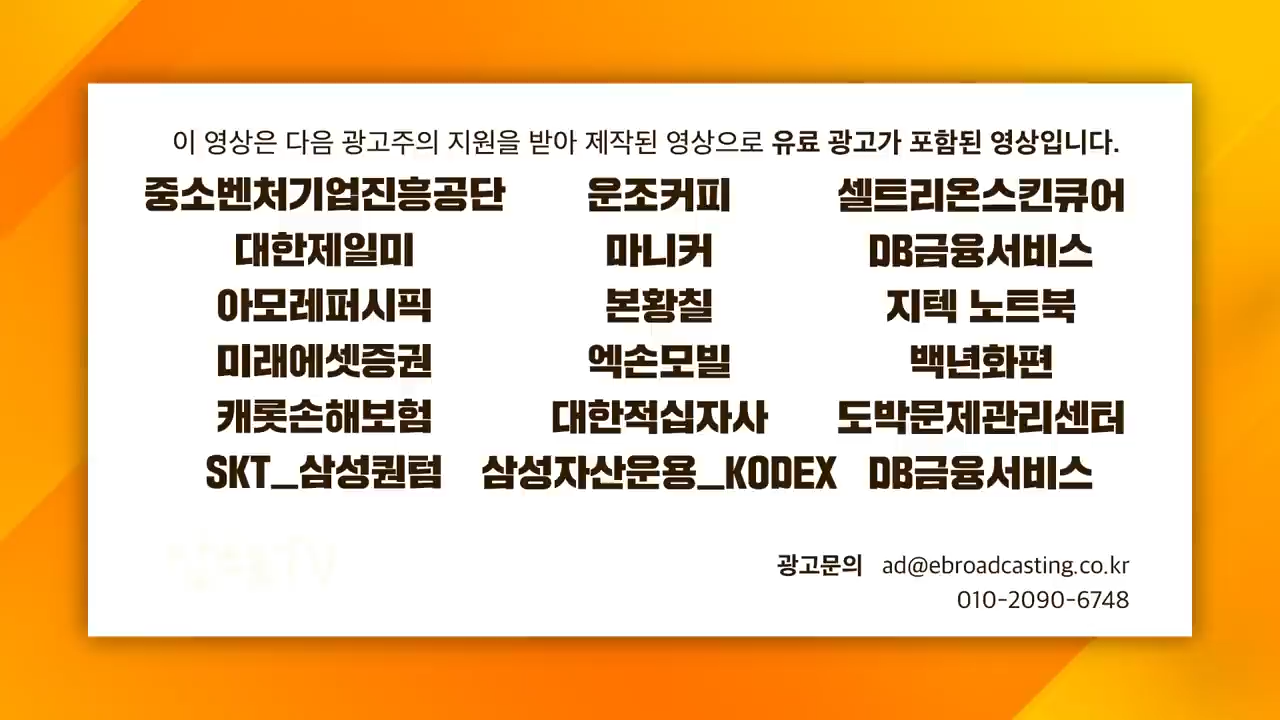 이 영상은 다음 광고주의 지원을 받아 제작된 영상으로 유료 광고가 포함된 영상입니다.
중소벤처기업진흥공단 운조커피 셀트리온스킨큐어
대한제일미 마니커 DB금융서비스
아모레퍼시픽 본황칠 지텍 노트북
미래에셋증권 엑손모빌 백년화편
캐롯손해보험 대한적십자사 도박문제관리센터
SKT_삼성퀀텀 삼성자산운용_KODEX DB금융서비스
광고문의 ad@ebroadcasting.co.kr
010-2090-6748